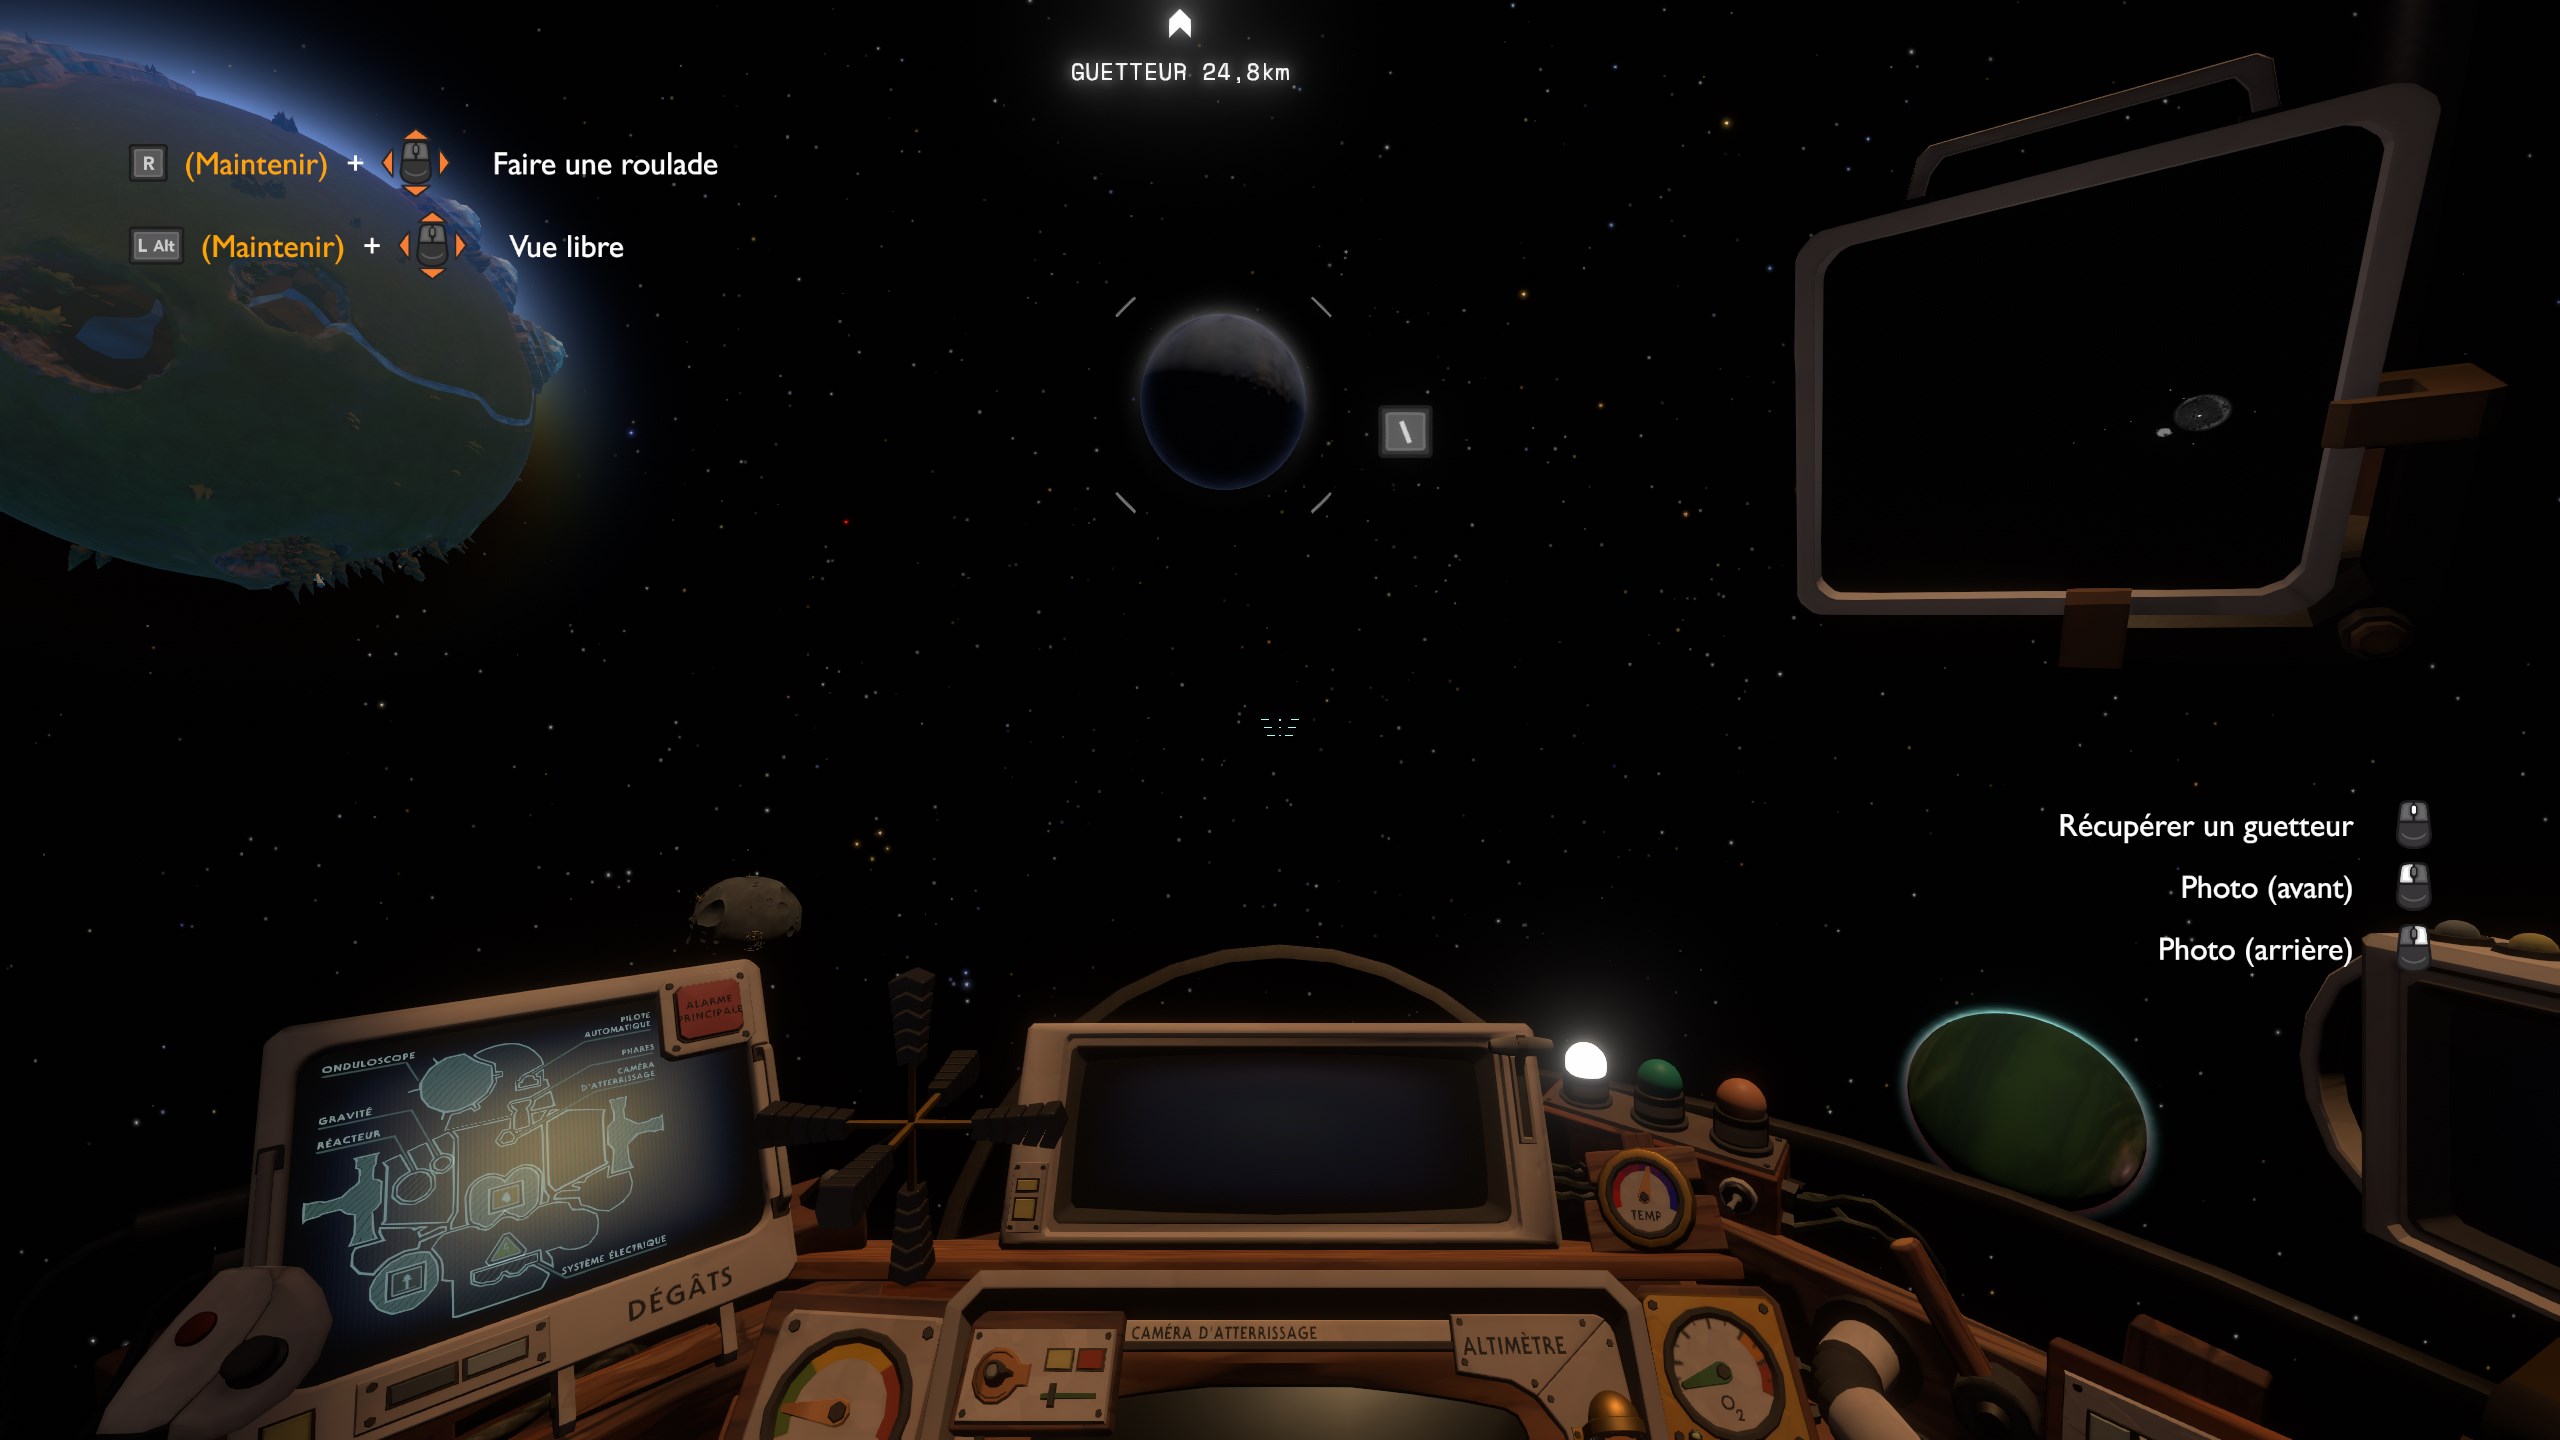 GUETTEUR 24,8km
R (Maintenir) + Faire une roulade
L Alt (Maintenir) + Vue libre
\
Récupérer un guetteur
Photo (avant)
Photo (arrière)
ALARME
PRINCIPALE
PILOTE
AUTOMATIQUE
PHARES
CAMÉRA
D'ATTERRISSAGE
ONDULOSCOPE
GRAVITÉ
RÉACTEUR
SYSTÈME ÉLECTRIQUE
DÉGÂTS
TEMP
CAMÉRA D'ATTERRISSAGE
ALTIMÈTRE
O2